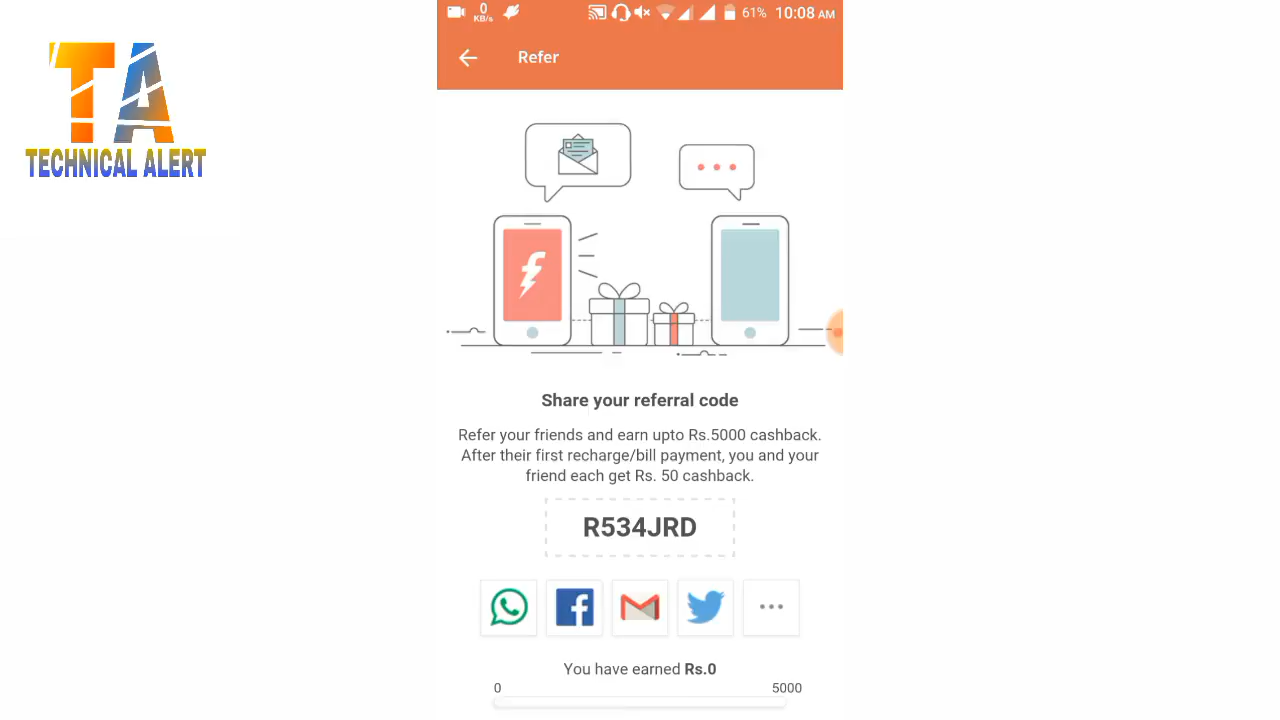 0
KB/s
61%
10:08 AM
TA
TECHNICAL ALERT
Refer
Share your referral code
Refer your friends and earn upto Rs.5000 cashback.
After their first recharge/bill payment, you and your
friend each get Rs. 50 cashback.
R534JRD
You have earned Rs.0
0
5000